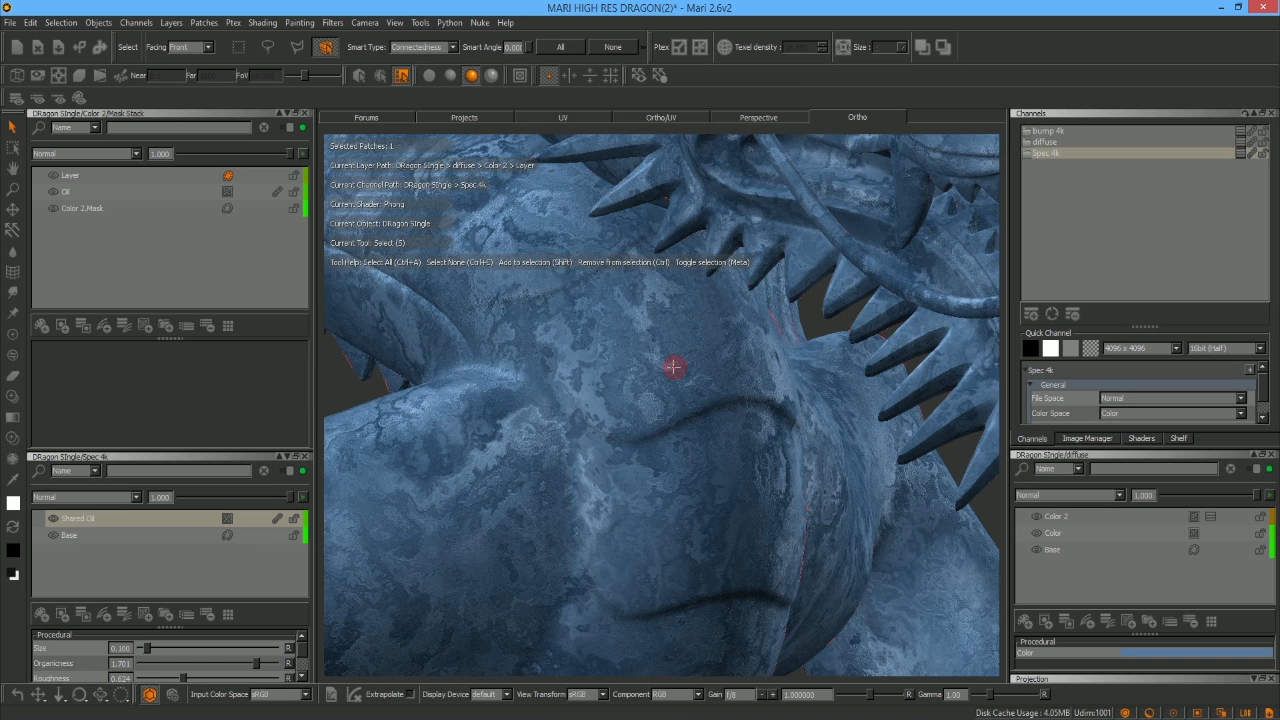 MARI HIGH RES DRAGON(2)* - Mari 2.6v2
File Edit Selection Objects Channels Layers Patches Ptex Shading Painting Filters Camera View Tools Python Nuke Help
Select Facing Front Smart Type: Connectedness Smart Angle 0.000 All None » Ptex Texel density : Size :
Near Far FoV
DRagon SIngle/Color 2/Mask Stack
Name
Normal 1.000
Layer
Oil
Color 2.Mask
DRagon SIngle/Spec 4k
Name
Normal 1.000
Shared Oil
Base
Procedural
Size 0.100 R
Organicness 1.701 R
Roughness 0.624 R
Forums Projects UV Ortho/UV Perspective Ortho
Selected Patches: 1
Current Layer Path: DRagon SIngle > diffuse > Color 2 > Layer
Current Channel Path: DRagon SIngle > Spec 4k
Current Shader: Phong
Current Object: DRagon SIngle
Current Tool: Select (S)
Tool Help: Select All (Ctrl+A) Select None (Ctrl+E) Add to selection (Shift) Remove from selection (Ctrl) Toggle selection (Meta)
Channels
bump 4k
diffuse
Spec 4k
Quick Channel
4096 x 4096 16bit (Half)
Spec 4k
General
File Space Normal
Color Space Color
Channels Image Manager Shaders Shelf
DRagon SIngle/diffuse
Name
Normal 1.000
Color 2
Color
Base
Procedural
Color
Projection
Input Color Space sRGB Extrapolate Display Device default View Transform sRGB Component RGB Gain f/8 - + 1.000000 R Gamma 1.00 R
Disk Cache Usage : 4.05MB Udim:1001